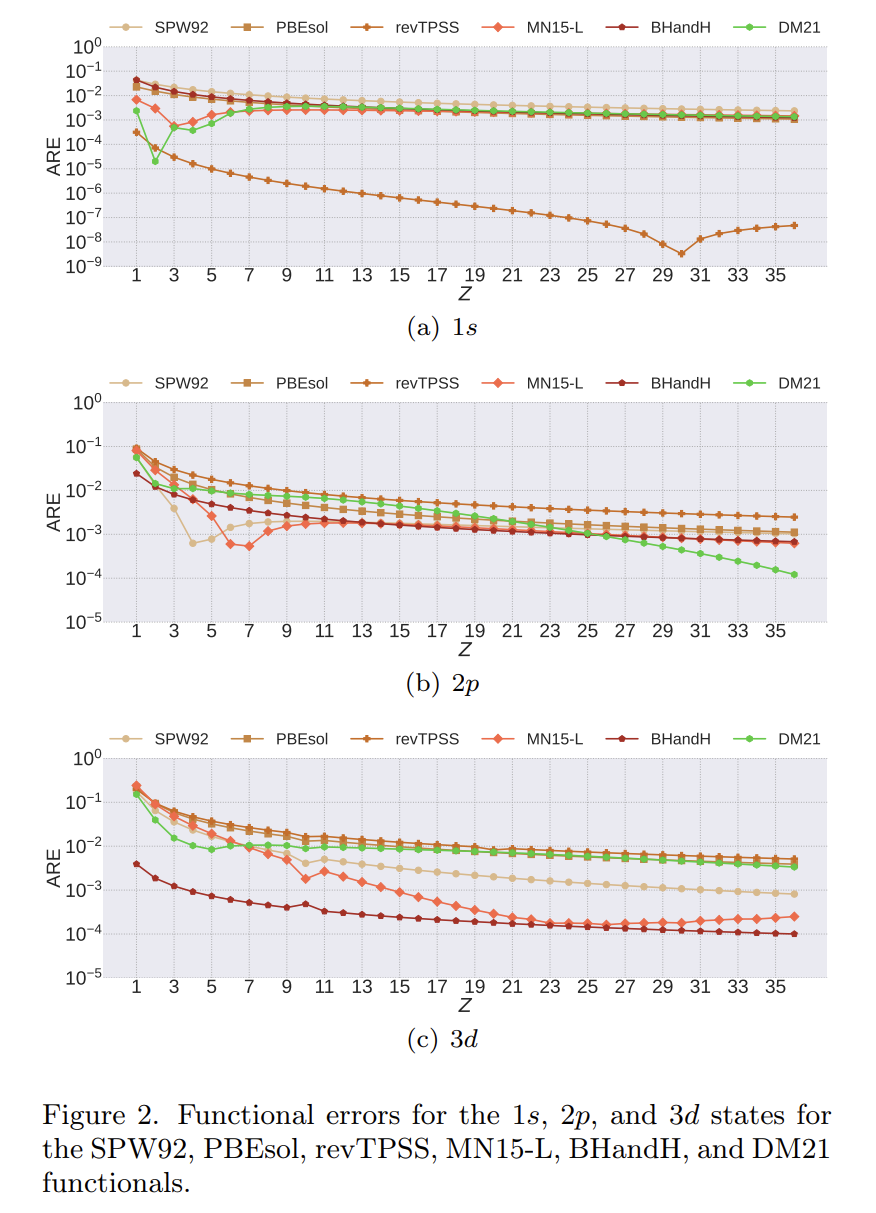 SPW92 PBEsol revTPSS MN15-L BHandH DM21
10⁰
10⁻¹
10⁻²
10⁻³
10⁻⁴
10⁻⁵
10⁻⁶
10⁻⁷
10⁻⁸
10⁻⁹
ARE
1 3 5 7 9 11 13 15 17 19 21 23 25 27 29 31 33 35
Z
(a) 1s
SPW92 PBEsol revTPSS MN15-L BHandH DM21
10⁰
10⁻¹
10⁻²
10⁻³
10⁻⁴
10⁻⁵
ARE
1 3 5 7 9 11 13 15 17 19 21 23 25 27 29 31 33 35
Z
(b) 2p
SPW92 PBEsol revTPSS MN15-L BHandH DM21
10⁰
10⁻¹
10⁻²
10⁻³
10⁻⁴
10⁻⁵
ARE
1 3 5 7 9 11 13 15 17 19 21 23 25 27 29 31 33 35
Z
(c) 3d
Figure 2. Functional errors for the 1s, 2p, and 3d states for
the SPW92, PBEsol, revTPSS, MN15-L, BHandH, and DM21
functionals.